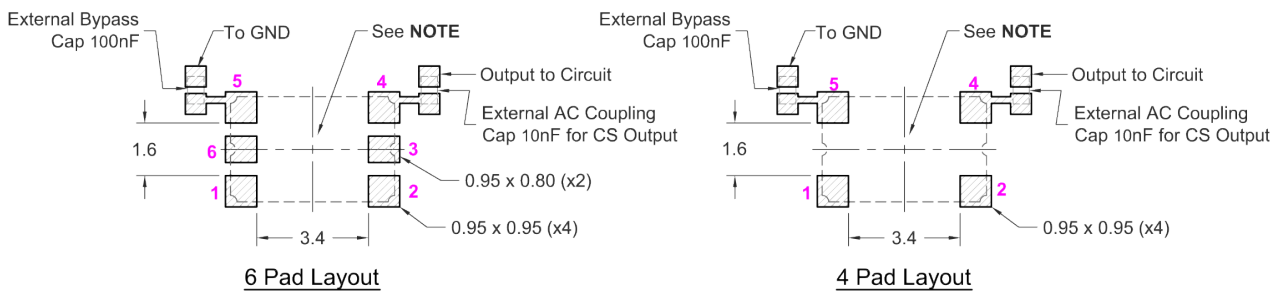 External Bypass
Cap 100nF
To GND
See NOTE
5
4
Output to Circuit
External AC Coupling
Cap 10nF for CS Output
1.6
6
3
0.95 x 0.80 (x2)
1
2
0.95 x 0.95 (x4)
3.4
6 Pad Layout
External Bypass
Cap 100nF
To GND
See NOTE
5
4
Output to Circuit
External AC Coupling
Cap 10nF for CS Output
1.6
1
2
0.95 x 0.95 (x4)
3.4
4 Pad Layout